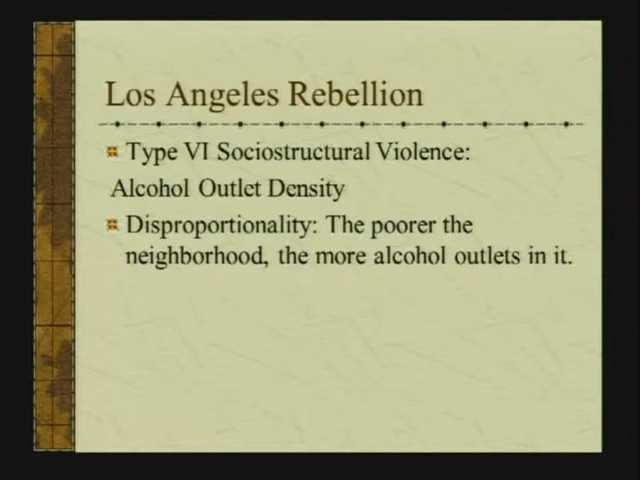 Los Angeles Rebellion
Type VI Sociostructural Violence:
Alcohol Outlet Density
Disproportionality: The poorer the
neighborhood, the more alcohol outlets in it.